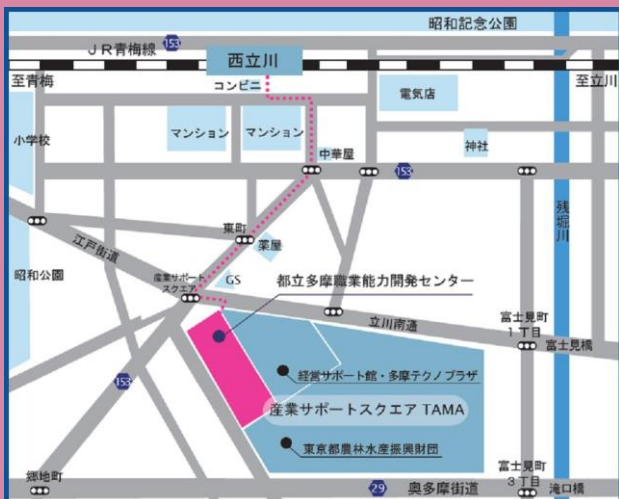 昭和記念公園
JR青梅線
153
西立川
至青梅
至立川
コンビニ
電気店
小学校
マンション
マンション
中華屋
神社
153
残堀川
江戸街道
東町
薬屋
昭和公園
産業サポート
スクエア
GS
都立多摩職業能力開発センター
立川南通
富士見町
1丁目
富士見橋
経営サポート館・多摩テクノプラザ
153
産業サポートスクエア TAMA
東京都農林水産振興財団
郷地町
29
奥多摩街道
富士見町
3丁目
滝口橋